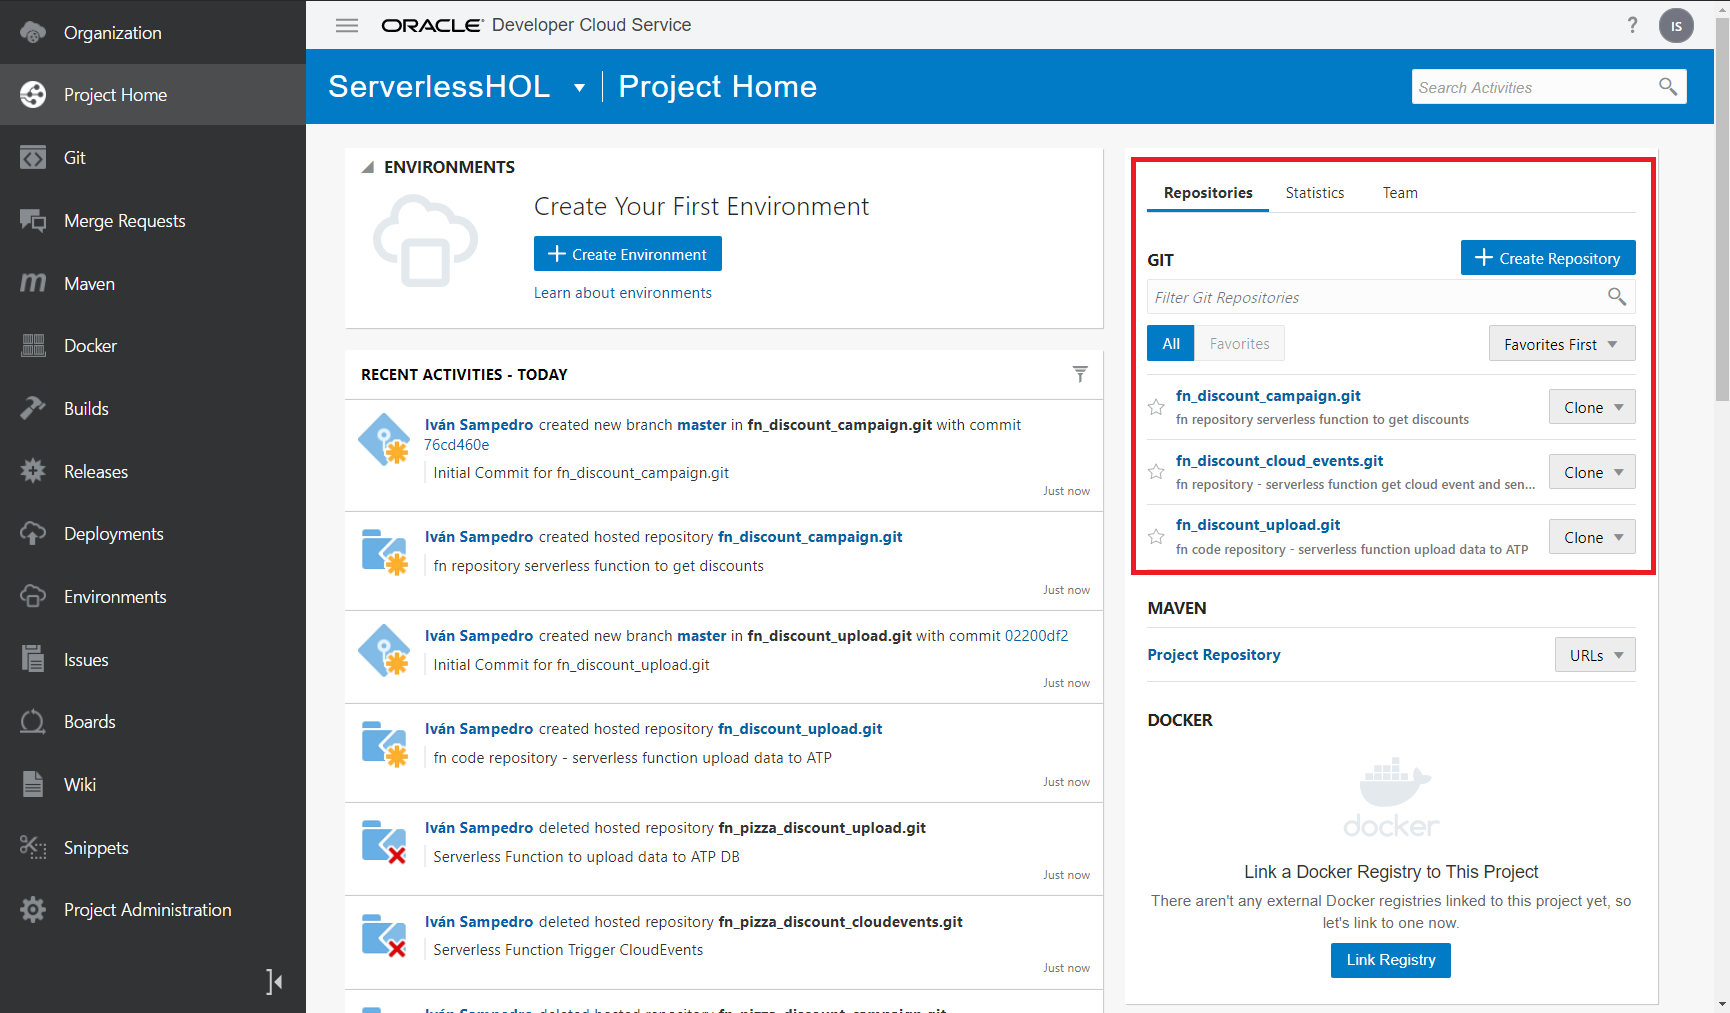 Organization
Project Home
Git
Merge Requests
Maven
Docker
Builds
Releases
Deployments
Environments
Issues
Boards
Wiki
Snippets
Project Administration
ORACLE Developer Cloud Service
?
IS
ServerlessHOL
Project Home
Search Activities
ENVIRONMENTS
Create Your First Environment
Create Environment
Learn about environments
RECENT ACTIVITIES - TODAY
Iván Sampedro created new branch master in fn_discount_campaign.git with commit
76cd460e
Initial Commit for fn_discount_campaign.git
Just now
Iván Sampedro created hosted repository fn_discount_campaign.git
fn repository serverless function to get discounts
Just now
Iván Sampedro created new branch master in fn_discount_upload.git with commit 02200df2
Initial Commit for fn_discount_upload.git
Just now
Iván Sampedro created hosted repository fn_discount_upload.git
fn code repository - serverless function upload data to ATP
Just now
Iván Sampedro deleted hosted repository fn_pizza_discount_upload.git
Serverless Function to upload data to ATP DB
Just now
Iván Sampedro deleted hosted repository fn_pizza_discount_cloudevents.git
Serverless Function Trigger CloudEvents
Just now
Iván Sampedro deleted hosted repository fn_pizza_discount_campaign.git
Repositories
Statistics
Team
GIT
Create Repository
Filter Git Repositories
All
Favorites
Favorites First
fn_discount_campaign.git
fn repository serverless function to get discounts
Clone
fn_discount_cloud_events.git
fn repository - serverless function get cloud event and sen...
Clone
fn_discount_upload.git
fn code repository - serverless function upload data to ATP
Clone
MAVEN
Project Repository
URLs
DOCKER
docker
Link a Docker Registry to This Project
There aren't any external Docker registries linked to this project yet, so
let's link to one now.
Link Registry